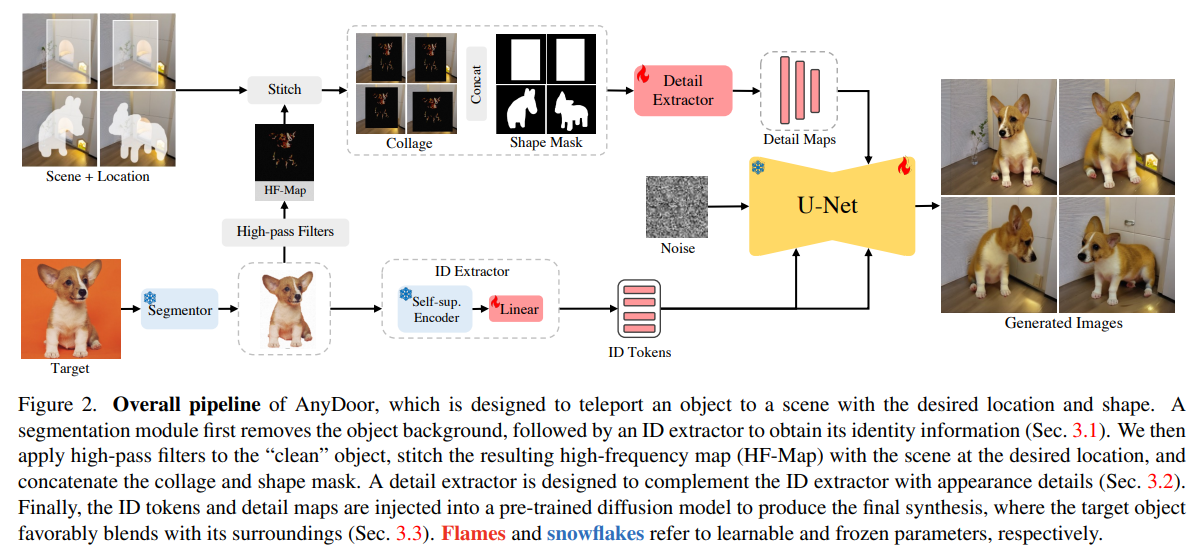 Scene + Location
Stitch
HF-Map
High-pass Filters
Target
Segmentor
Collage
Concat
Shape Mask
Detail
Extractor
Detail Maps
ID Extractor
Self-sup.
Encoder
Linear
ID Tokens
Noise
U-Net
Generated Images
Figure 2. Overall pipeline of AnyDoor, which is designed to teleport an object to a scene with the desired location and shape. A
segmentation module first removes the object background, followed by an ID extractor to obtain its identity information (Sec. 3.1). We then
apply high-pass filters to the “clean” object, stitch the resulting high-frequency map (HF-Map) with the scene at the desired location, and
concatenate the collage and shape mask. A detail extractor is designed to complement the ID extractor with appearance details (Sec. 3.2).
Finally, the ID tokens and detail maps are injected into a pre-trained diffusion model to produce the final synthesis, where the target object
favorably blends with its surroundings (Sec. 3.3). Flames and snowflakes refer to learnable and frozen parameters, respectively.